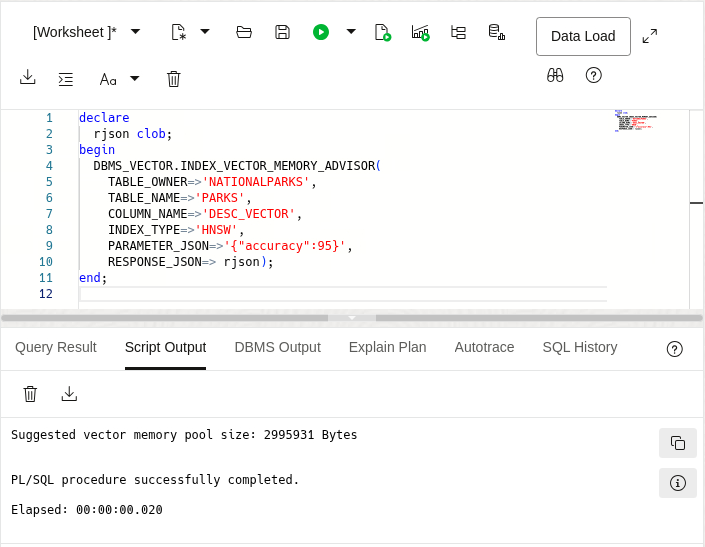 [Worksheet ]*
Data Load
Aa
1 declare
2   rjson clob;
3 begin
4   DBMS_VECTOR.INDEX_VECTOR_MEMORY_ADVISOR(
5     TABLE_OWNER=>'NATIONALPARKS',
6     TABLE_NAME=>'PARKS',
7     COLUMN_NAME=>'DESC_VECTOR',
8     INDEX_TYPE=>'HNSW',
9     PARAMETER_JSON=>'{"accuracy":95}',
10     RESPONSE_JSON=> rjson);
11 end;
12
Query Result Script Output DBMS Output Explain Plan Autotrace SQL History
Suggested vector memory pool size: 2995931 Bytes
PL/SQL procedure successfully completed.
Elapsed: 00:00:00.020